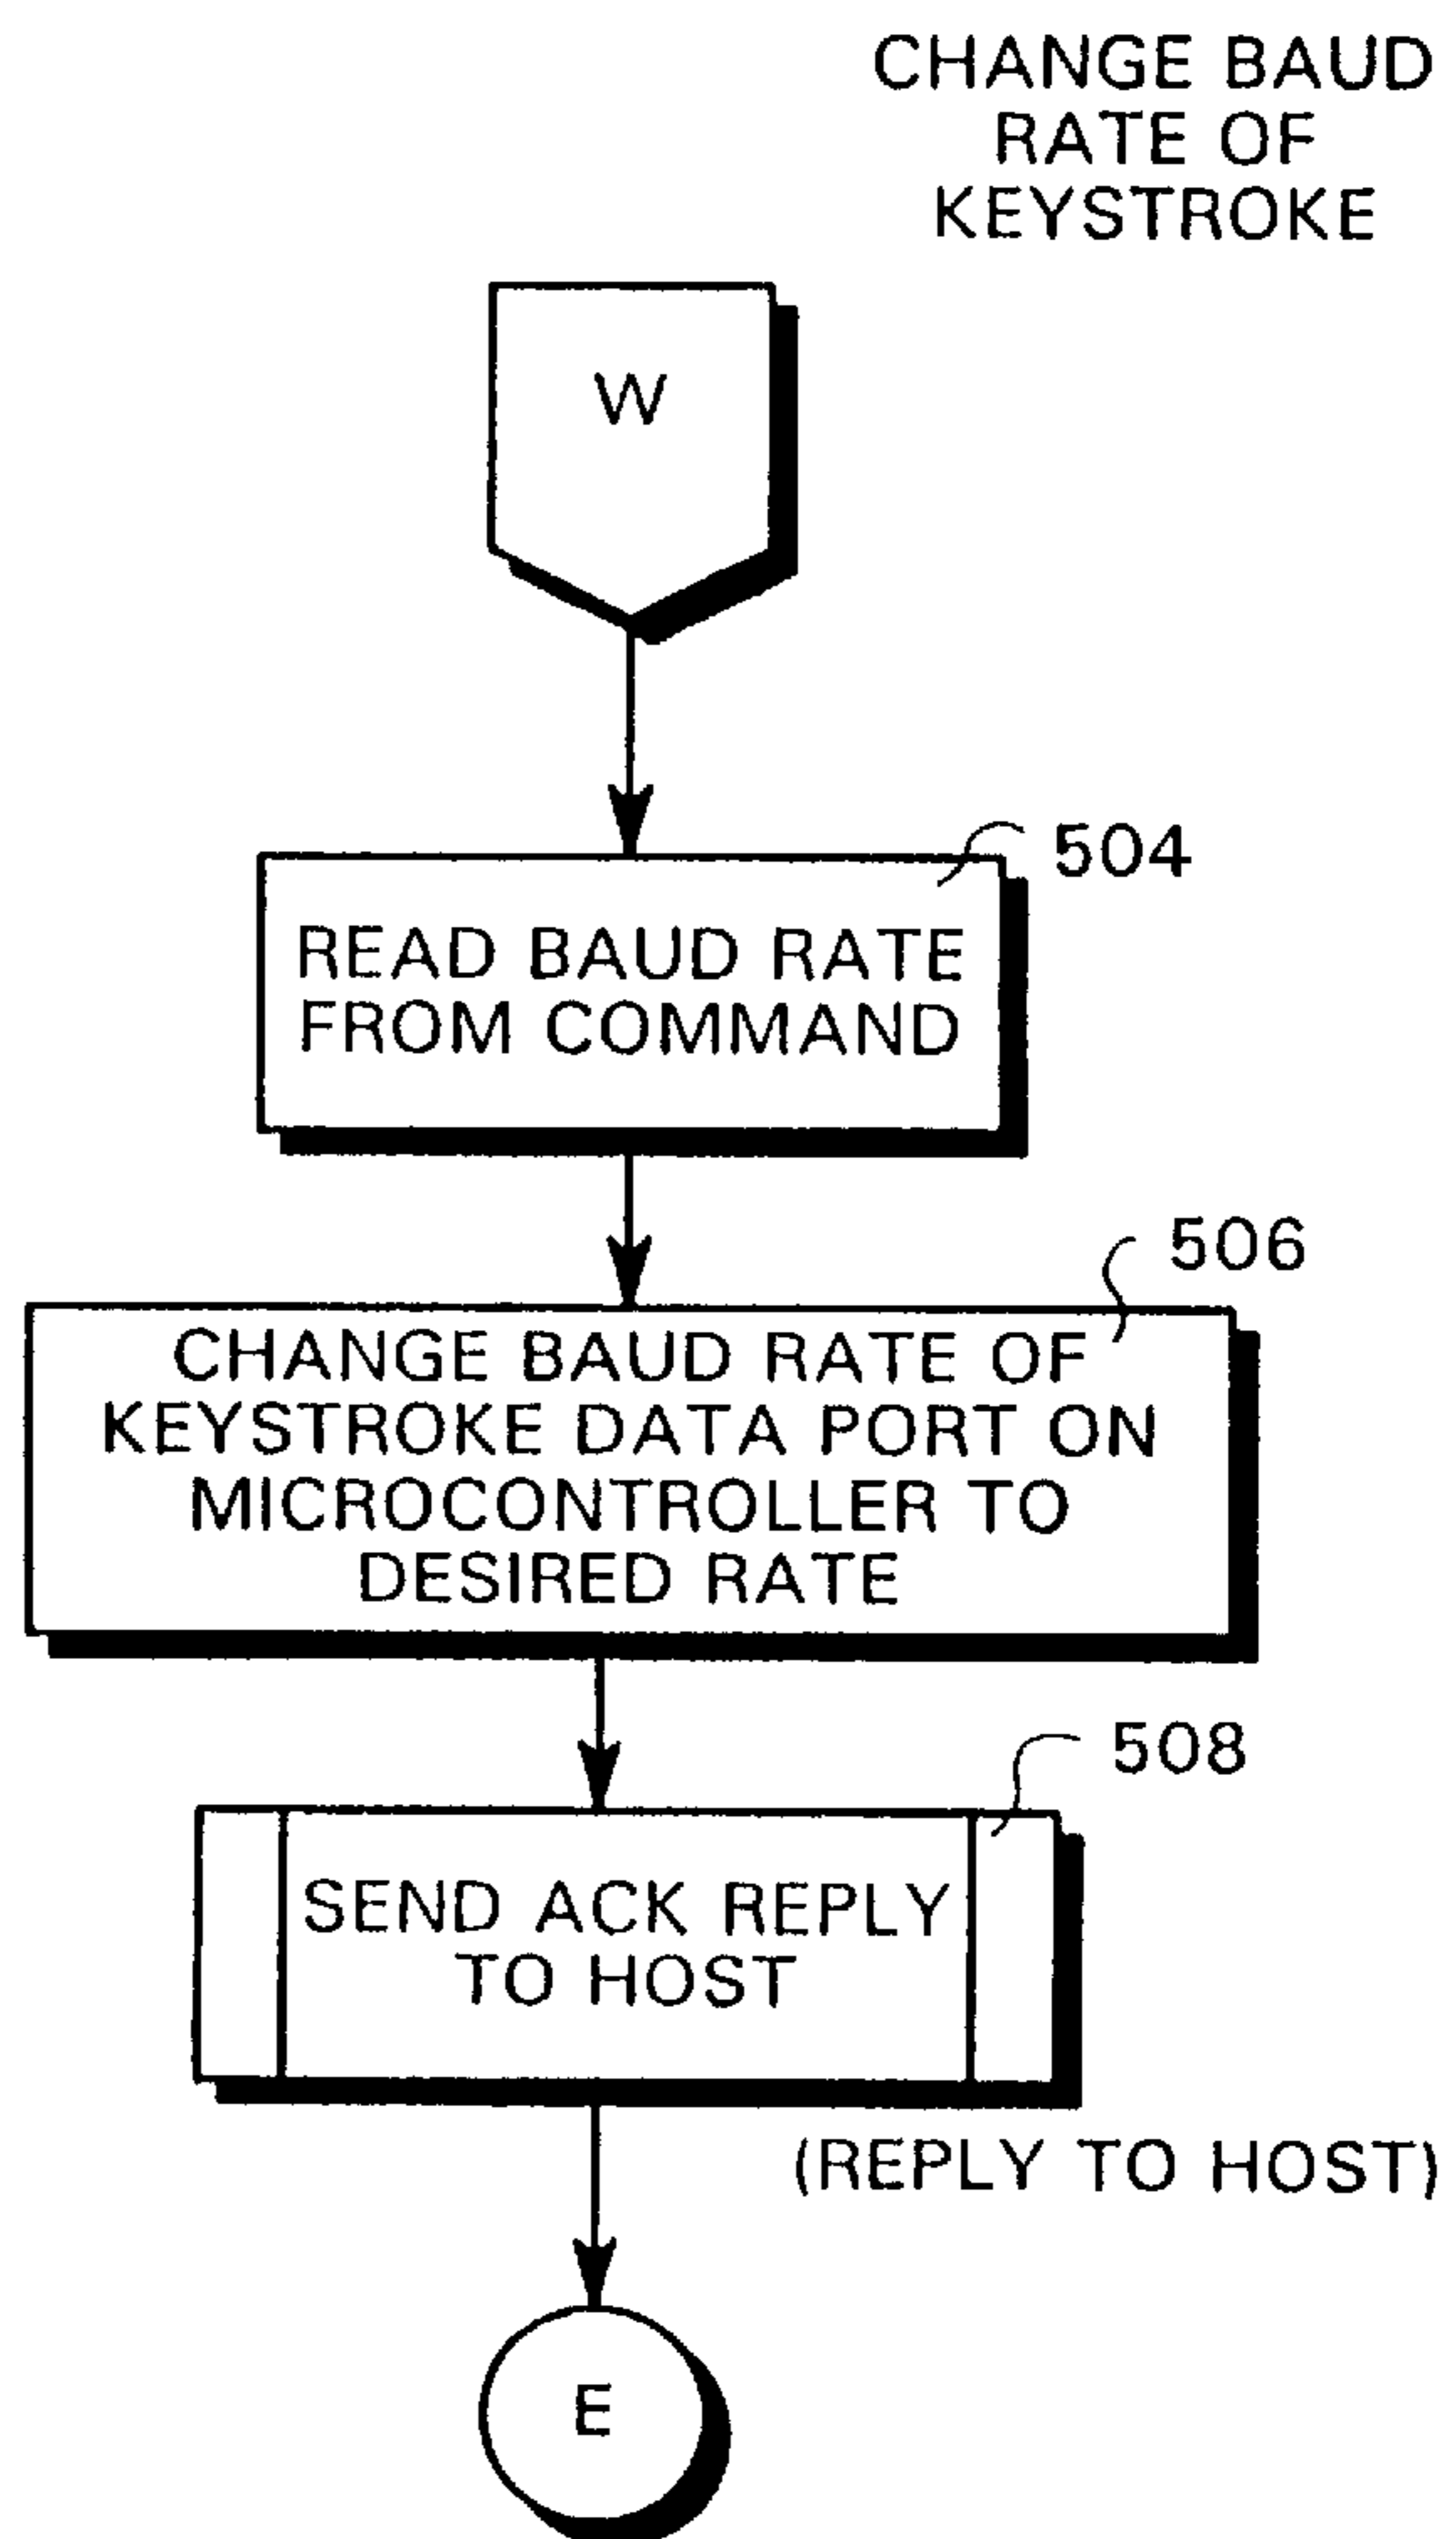 CHANGE BAUD
RATE OF
KEYSTROKE
W
504
READ BAUD RATE
FROM COMMAND
506
CHANGE BAUD RATE OF
KEYSTROKE DATA PORT ON
MICROCONTROLLER TO
DESIRED RATE
508
SEND ACK REPLY
TO HOST
(REPLY TO HOST)
E